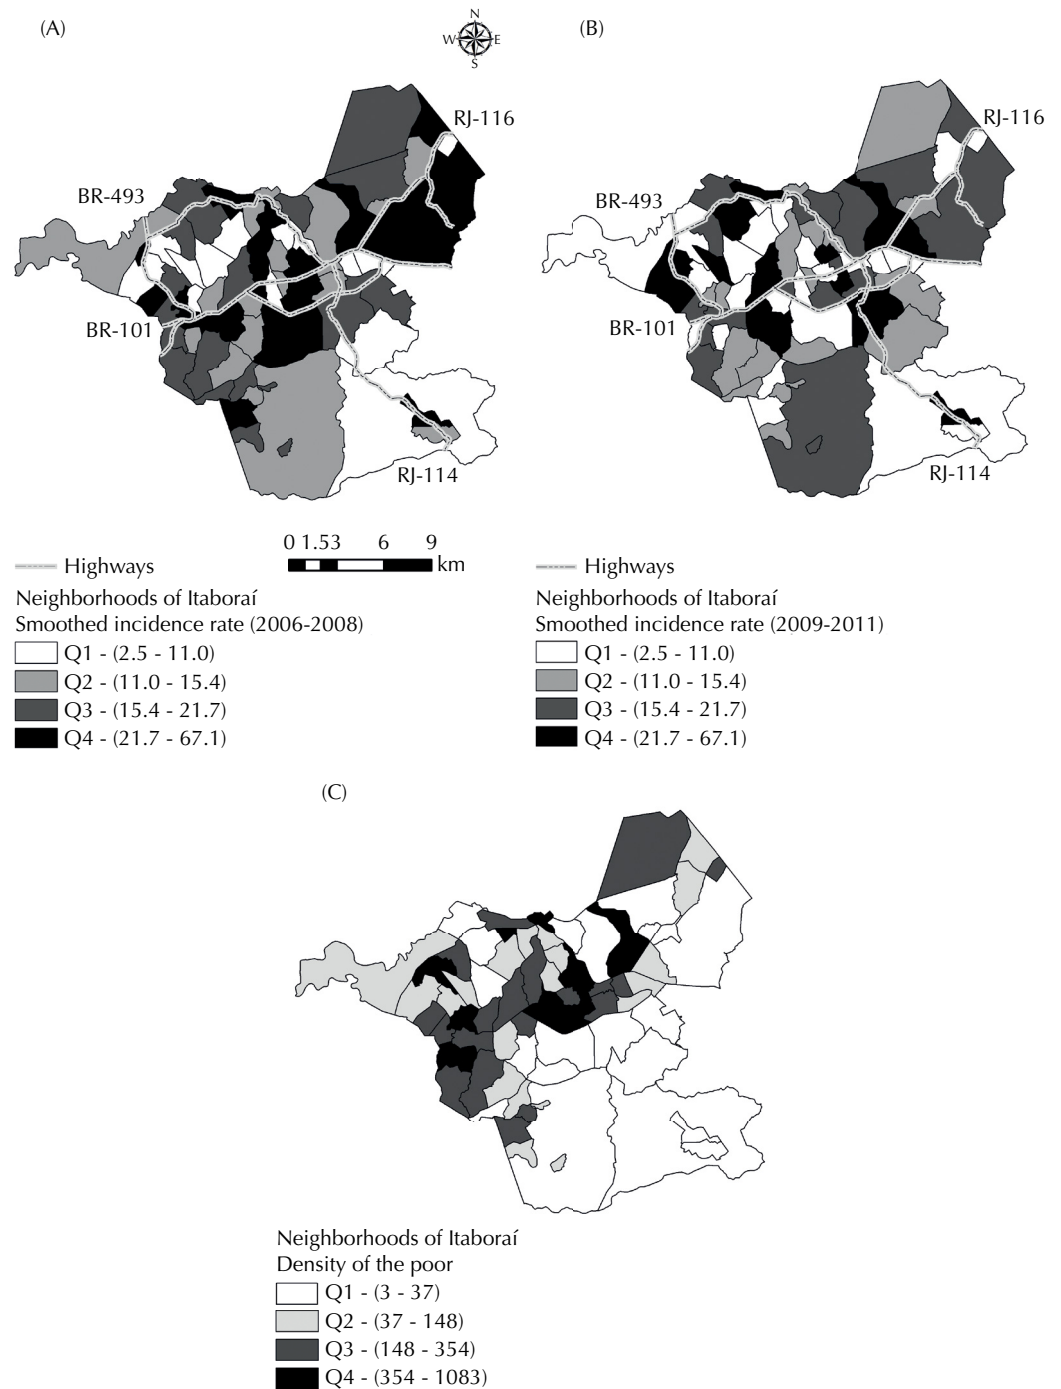 (A)
N
W E
S
(B)
RJ-116
BR-493
BR-101
RJ-114
RJ-116
BR-493
BR-101
RJ-114
0 1.53 6 9
km
Highways
Neighborhoods of Itaboraí
Smoothed incidence rate (2006-2008)
Q1 - (2.5 - 11.0)
Q2 - (11.0 - 15.4)
Q3 - (15.4 - 21.7)
Q4 - (21.7 - 67.1)
Highways
Neighborhoods of Itaboraí
Smoothed incidence rate (2009-2011)
Q1 - (2.5 - 11.0)
Q2 - (11.0 - 15.4)
Q3 - (15.4 - 21.7)
Q4 - (21.7 - 67.1)
(C)
Neighborhoods of Itaboraí
Density of the poor
Q1 - (3 - 37)
Q2 - (37 - 148)
Q3 - (148 - 354)
Q4 - (354 - 1083)